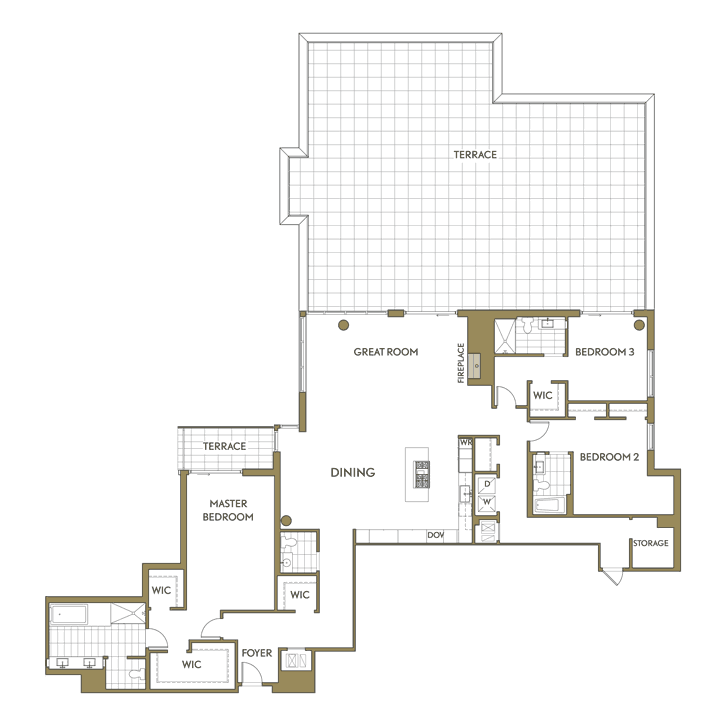 TERRACE
GREAT ROOM
FIREPLACE
BEDROOM 3
WIC
TERRACE
DINING
WR
BEDROOM 2
D
W
MASTER
BEDROOM
DOV
STORAGE
WIC
WIC
FOYER
WIC